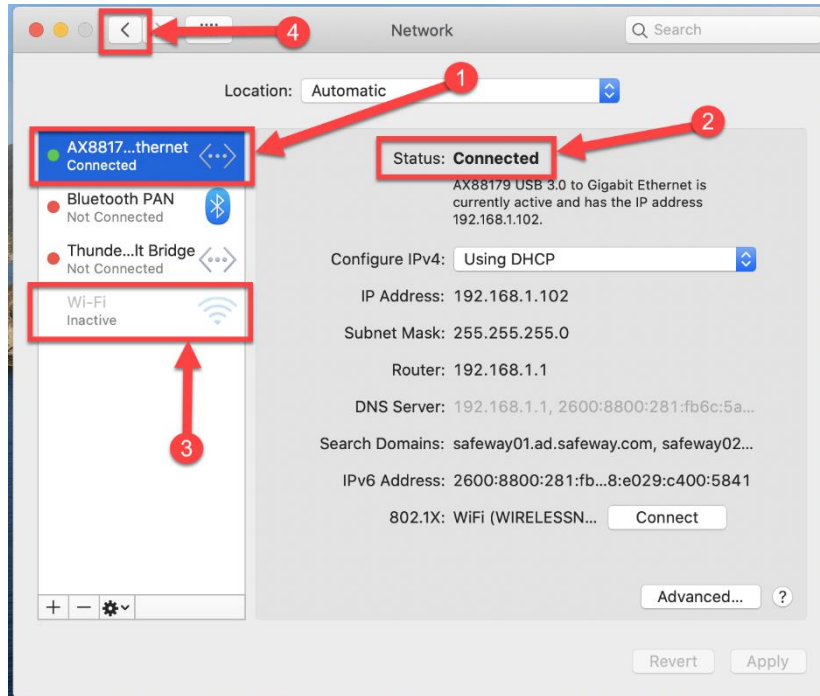 4
Network
Search
Location: Automatic
1
2
AX8817...thernet
Connected
Bluetooth PAN
Not Connected
Thunde...lt Bridge
Not Connected
Wi-Fi
Inactive
3
Status: Connected
AX88179 USB 3.0 to Gigabit Ethernet is
currently active and has the IP address
192.168.1.102.
Configure IPv4: Using DHCP
IP Address: 192.168.1.102
Subnet Mask: 255.255.255.0
Router: 192.168.1.1
DNS Server: 192.168.1.1, 2600:8800:281:fb6c:5a...
Search Domains: safeway01.ad.safeway.com, safeway02...
IPv6 Address: 2600:8800:281:fb...8:e029:c400:5841
802.1X: WiFi (WIRELESSN... Connect
Advanced... ?
Revert Apply